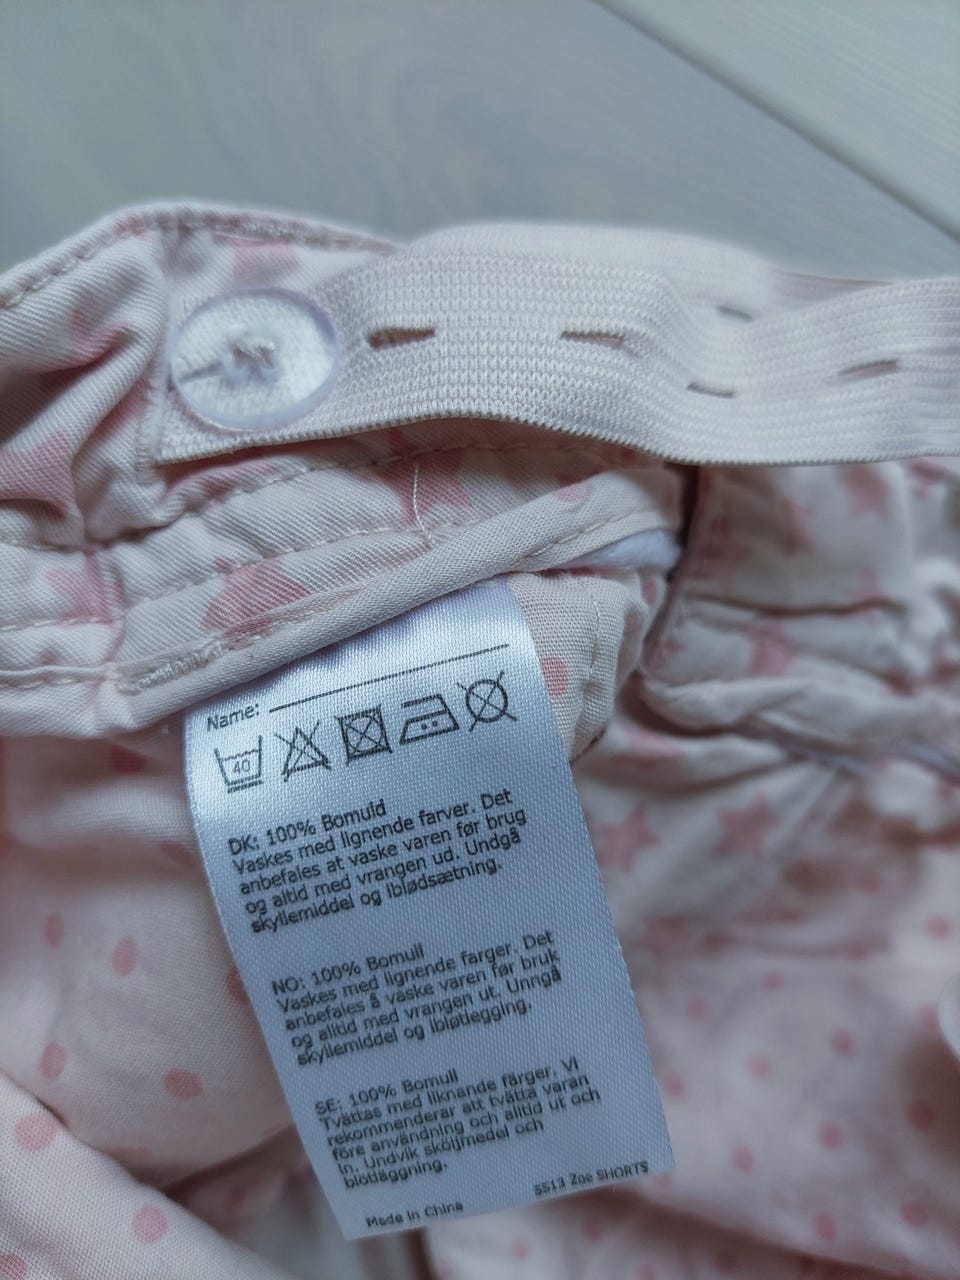 Name:
40
DK: 100% Bomuld
Vaskes med lignende farver. Det
anbefales at vaske varen før brug
og altid med vrangen ud. Undgå
skyllemiddel og iblødsætning.
NO: 100% Bomull
Vaskes med lignende farger. Det
anbefales å vaske varen før bruk
og alltid med vrangen ut. Unngå
skyllemiddel og ibløtlegging.
SE: 100% Bomull
Tvättas med liknande färger. Vi
rekommenderar att tvätta varan
före användning och alltid ut och
in. Undvik sköljmedel och
blötläggning.
SS13 Zoe SHORTS
Made in China